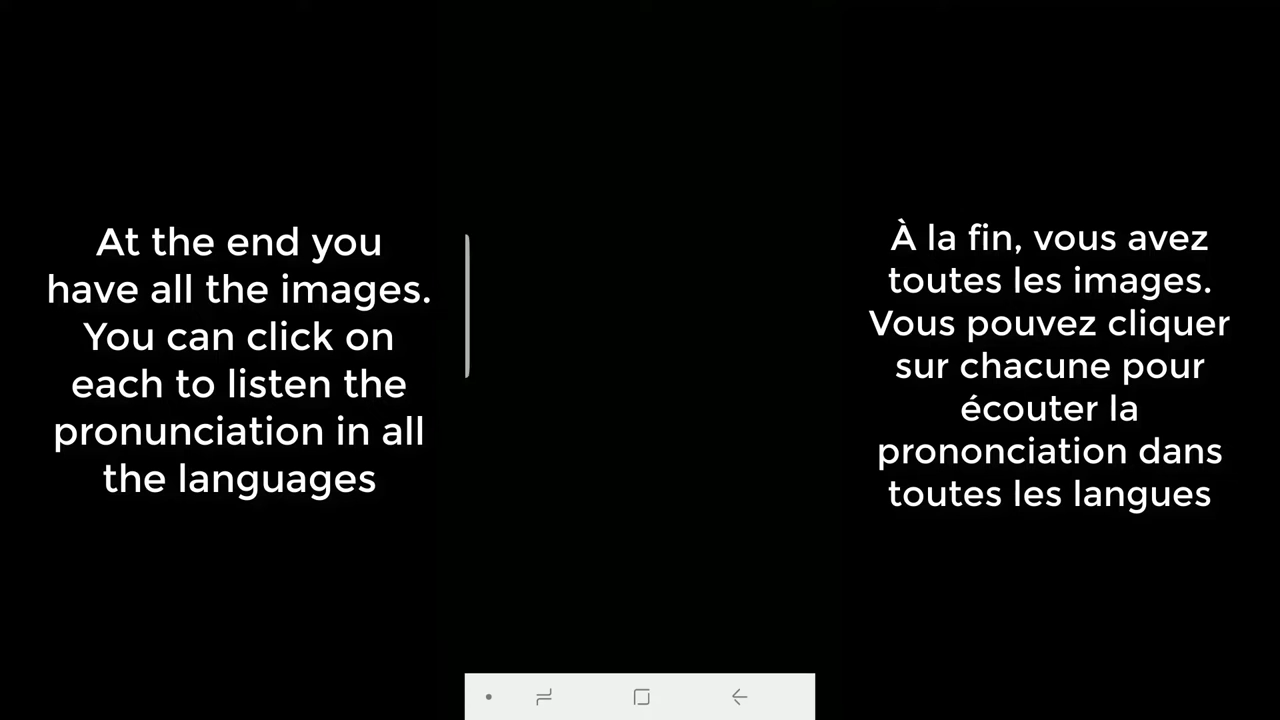 At the end you
have all the images.
You can click on
each to listen the
pronunciation in all
the languages
À la fin, vous avez
toutes les images.
Vous pouvez cliquer
sur chacune pour
écouter la
prononciation dans
toutes les langues